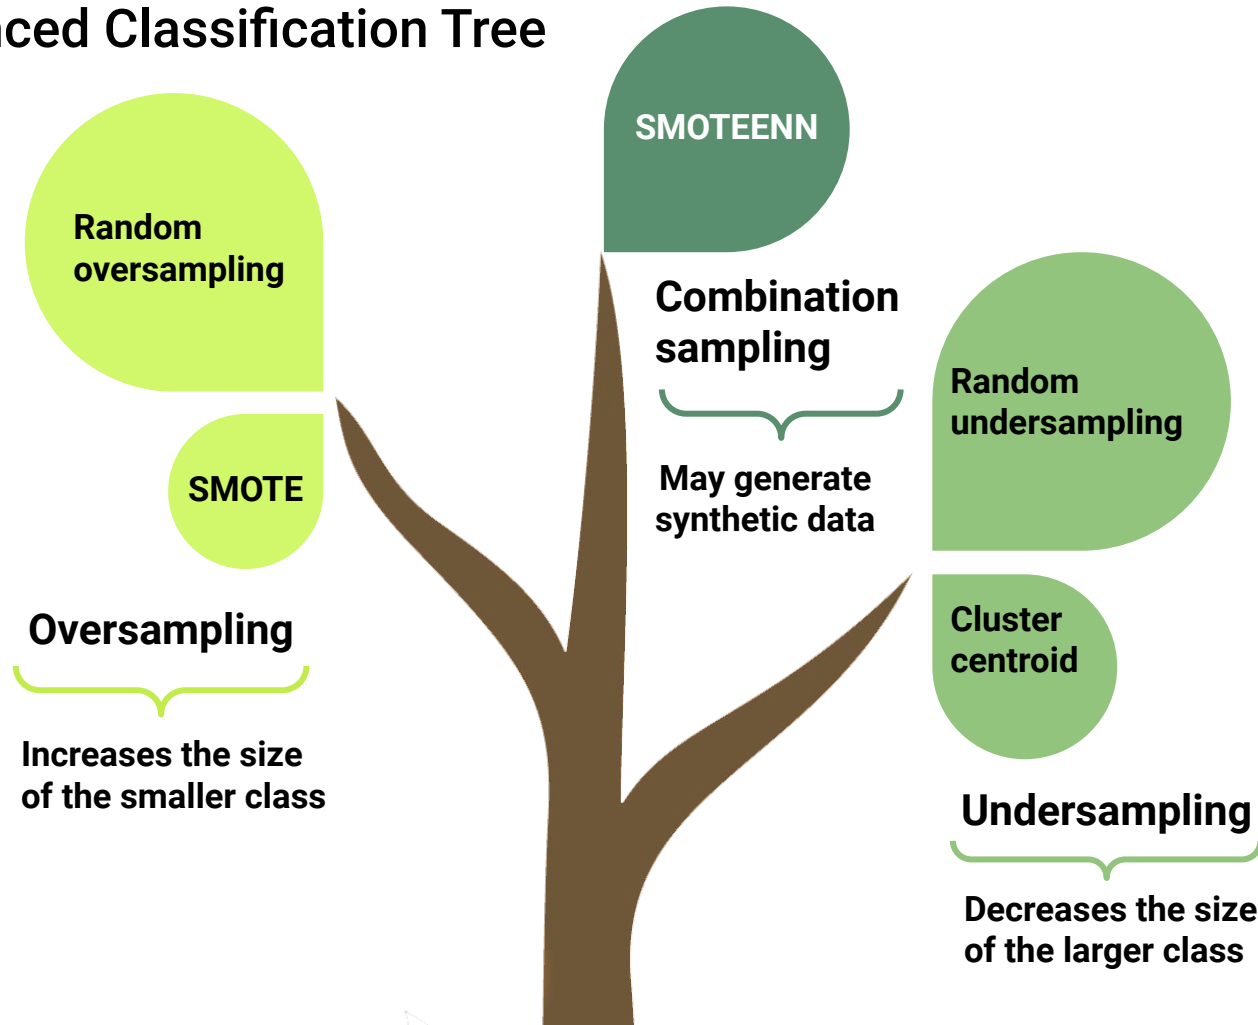 nced Classification Tree
SMOTEENN
Random
oversampling
Combination
sampling
Random
undersampling
May generate
synthetic data
SMOTE
Cluster
centroid
Oversampling
Increases the size
of the smaller class
Undersampling
Decreases the size
of the larger class